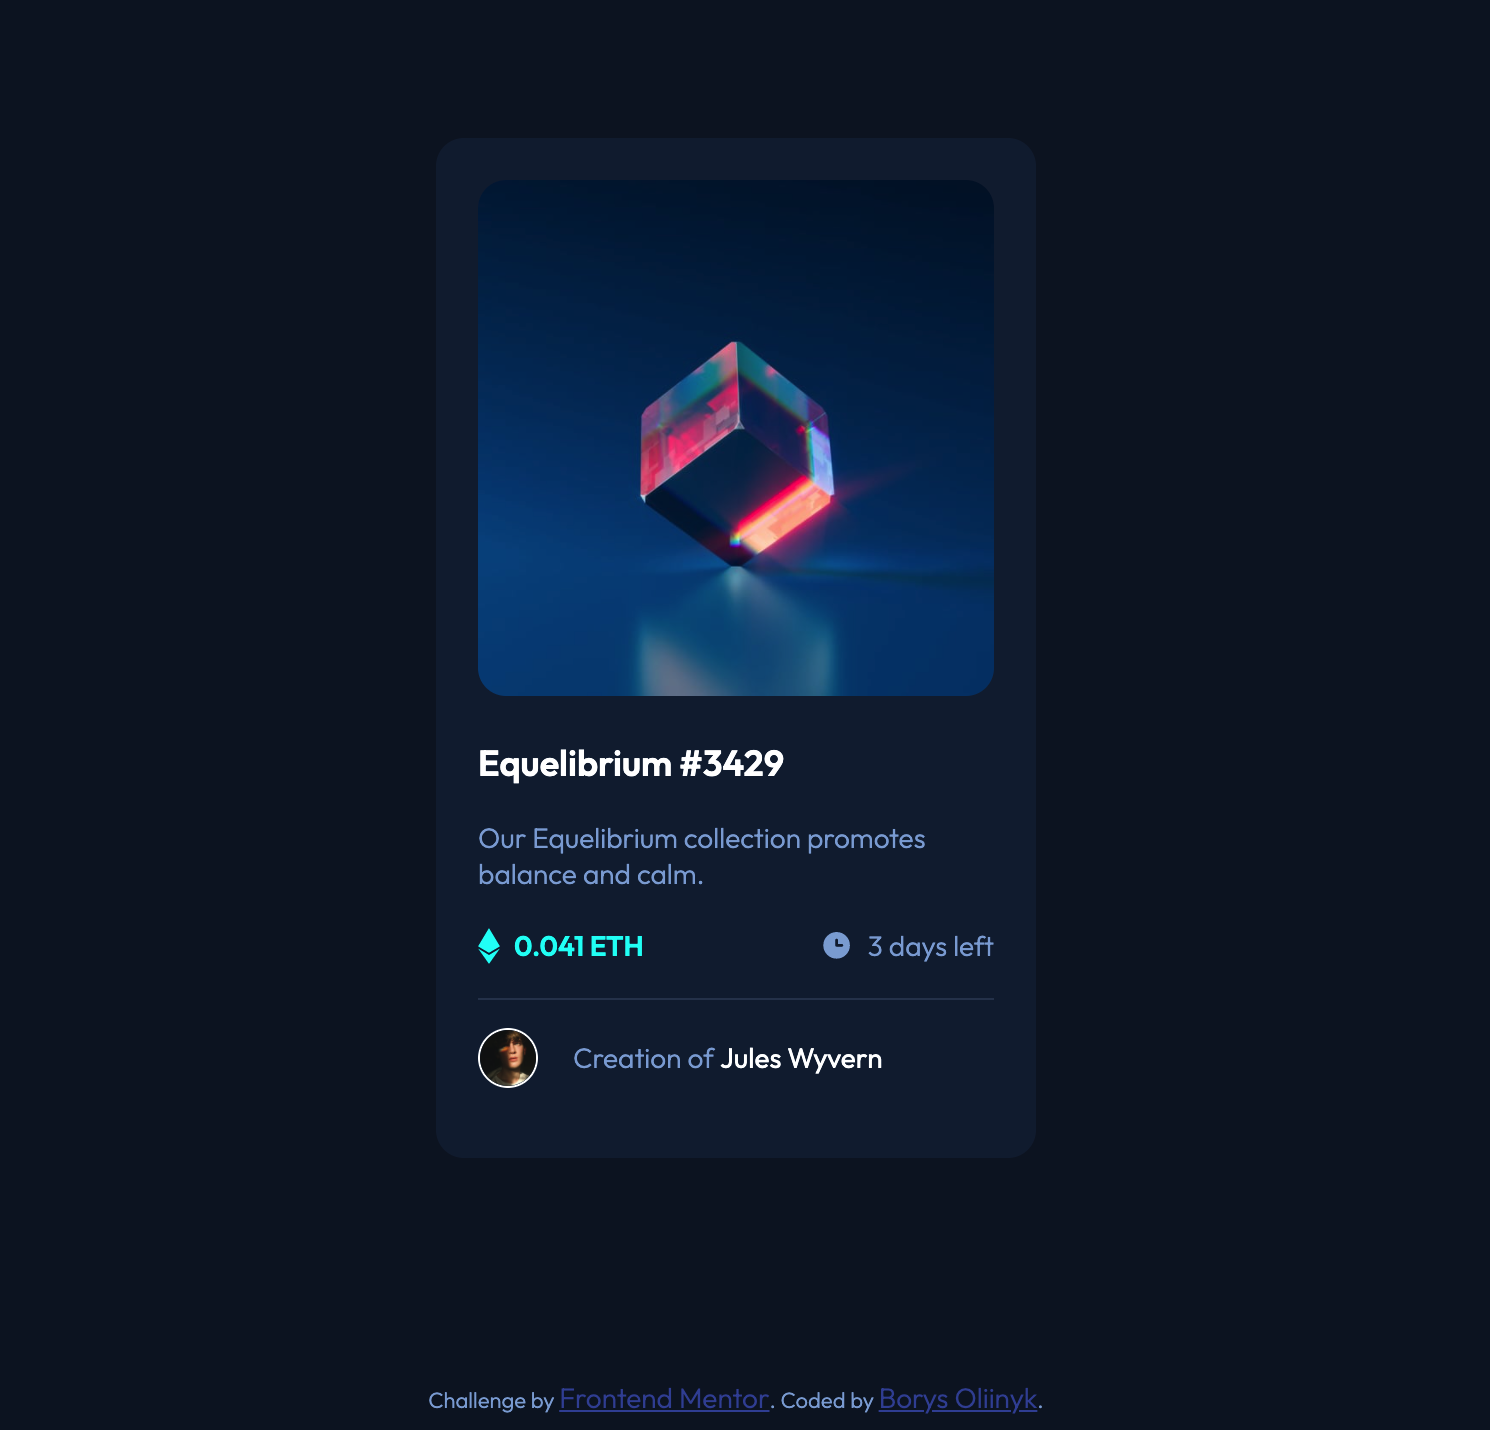 Equelibrium #3429
Our Equelibrium collection promotes
balance and calm.
0.041 ETH
3 days left
Creation of Jules Wyvern
Challenge by Frontend Mentor. Coded by Borys Oliinyk.